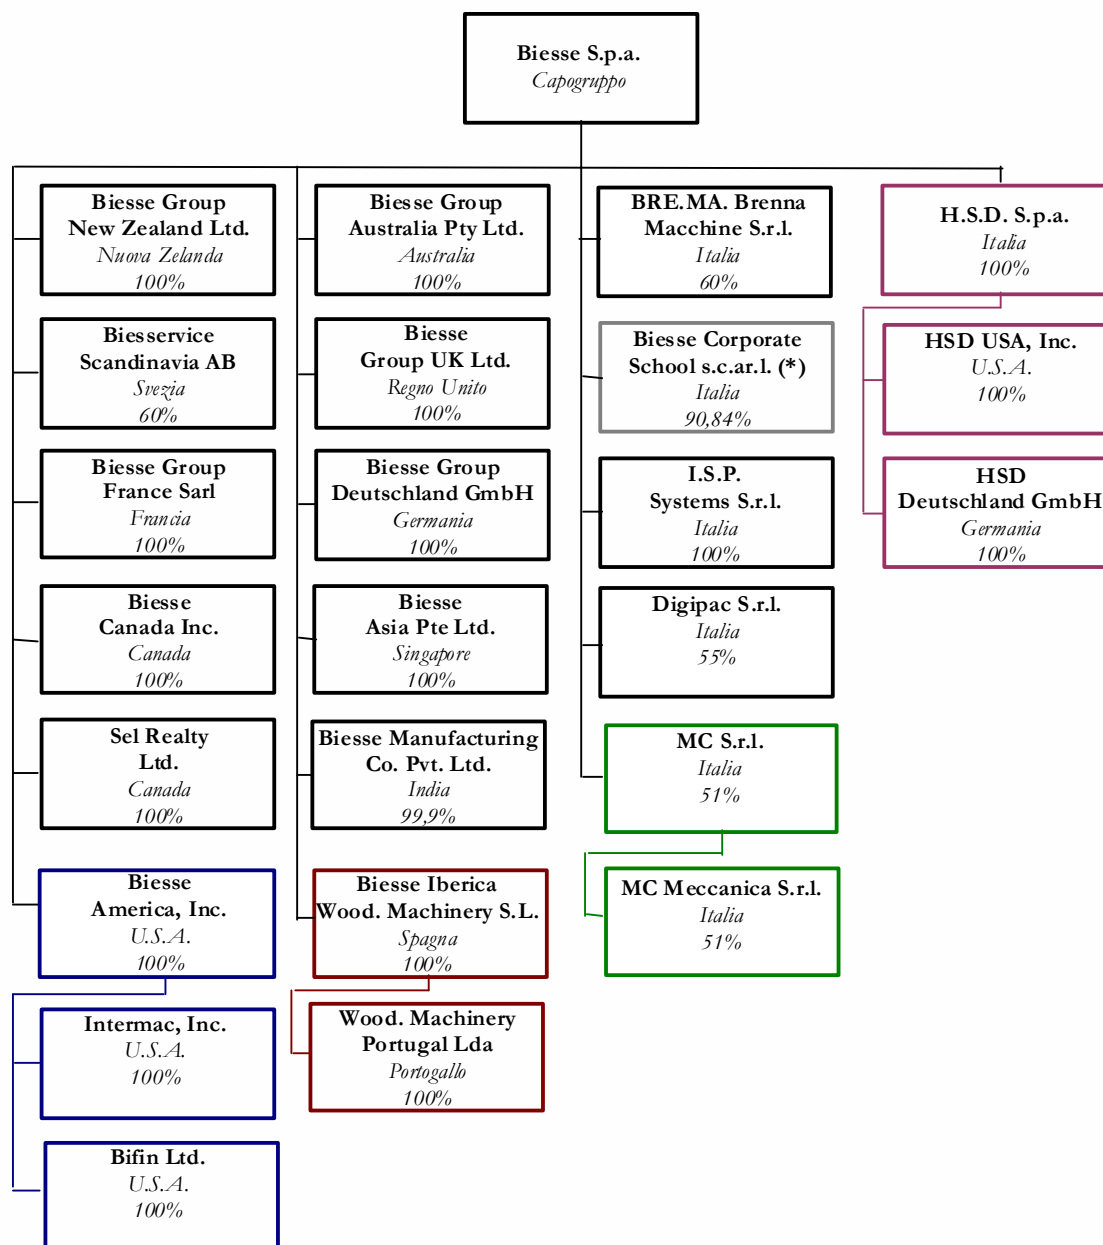 Biesse S.p.a.
Capogruppo
Biesse Group
New Zealand Ltd.
Nuova Zelanda
100%
Biesse Group
Australia Pty Ltd.
Australia
100%
BRE.MA. Brenna
Macchine S.r.l.
Italia
60%
H.S.D. S.p.a.
Italia
100%
Biesservice
Scandinavia AB
Svezia
60%
Biesse
Group UK Ltd.
Regno Unito
100%
Biesse Corporate
School s.c.ar.l. (*)
Italia
90,84%
HSD USA, Inc.
U.S.A.
100%
Biesse Group
France Sarl
Francia
100%
Biesse Group
Deutschland GmbH
Germania
100%
I.S.P.
Systems S.r.l.
Italia
100%
HSD
Deutschland GmbH
Germania
100%
Biesse
Canada Inc.
Canada
100%
Biesse
Asia Pte Ltd.
Singapore
100%
Digipac S.r.l.
Italia
55%
Sel Realty
Ltd.
Canada
100%
Biesse Manufacturing
Co. Pvt. Ltd.
India
99,9%
MC S.r.l.
Italia
51%
Biesse
America, Inc.
U.S.A.
100%
Biesse Iberica
Wood. Machinery S.L.
Spagna
100%
MC Meccanica S.r.l.
Italia
51%
Intermac, Inc.
U.S.A.
100%
Wood. Machinery
Portugal Lda
Portogallo
100%
Bifin Ltd.
U.S.A.
100%